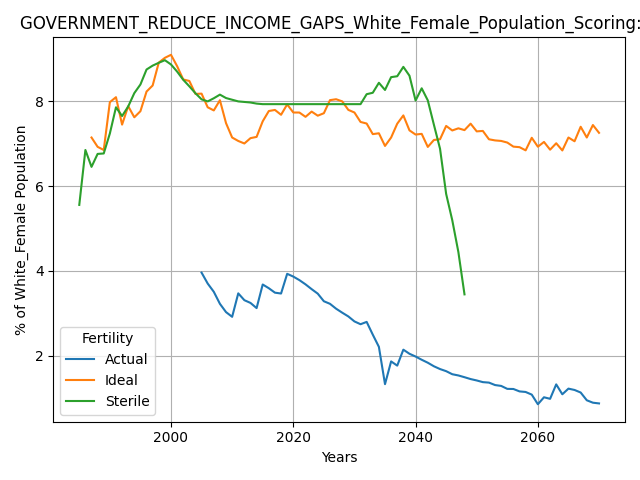 GOVERNMENT_REDUCE_INCOME_GAPS_White_Female_Population_Scoring:
% of White_Female Population
8
6
4
2
Fertility
Actual
Ideal
Sterile
2000 2020 2040 2060
Years